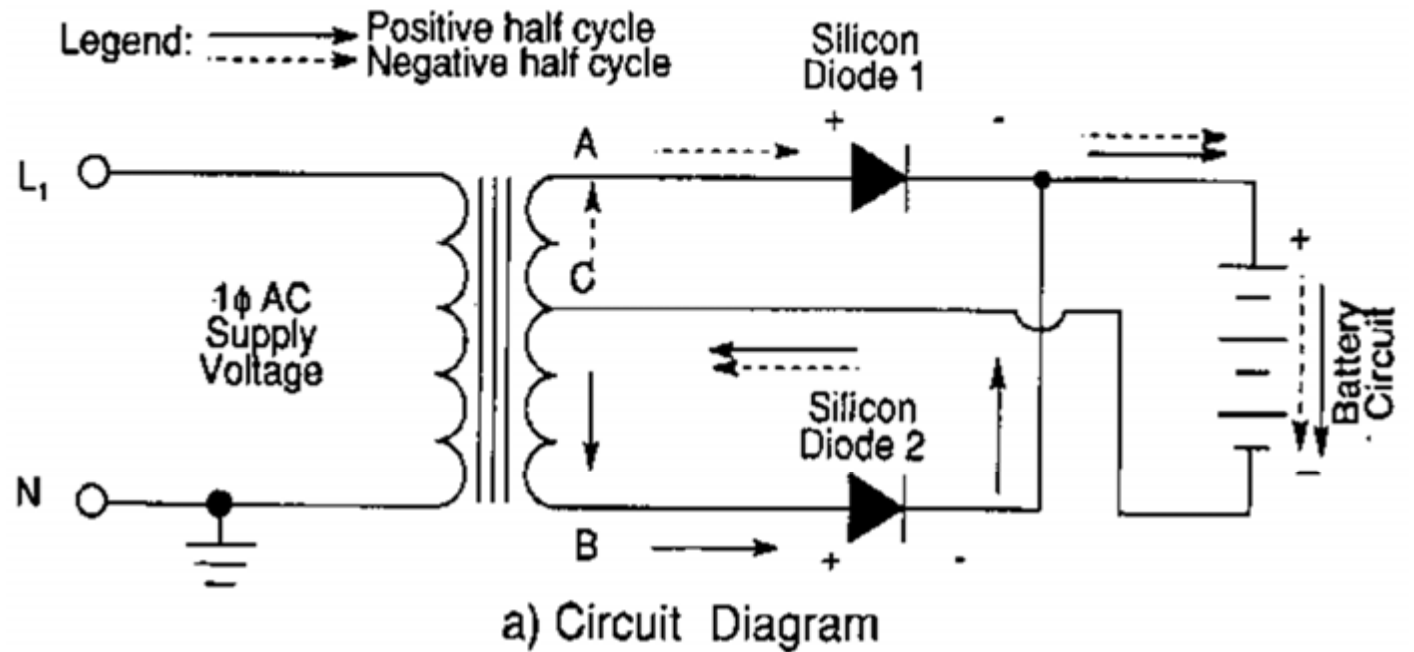 Legend: Positive half cycle
Negative half cycle
Silicon
Diode 1
A
+ -
L1
C
+
1ϕ AC
Supply
Voltage
Battery
Circuit
Silicon
Diode 2
N
B
+ -
−
a) Circuit Diagram